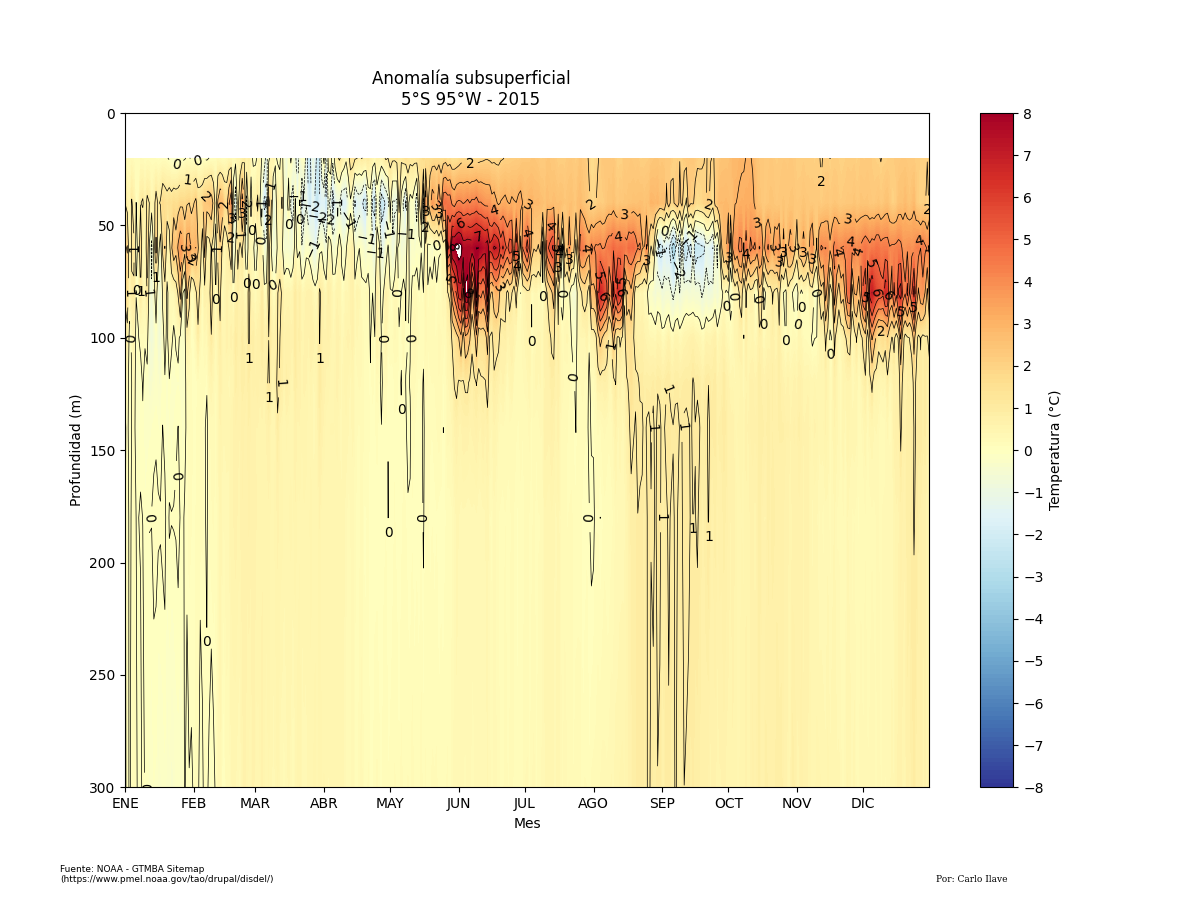 Anomalía subsuperficial
5°S 95°W - 2015
0
50
100
150
200
250
300
Profundidad (m)
ENE FEB MAR ABR MAY JUN JUL AGO SEP OCT NOV DIC
Mes
8
7
6
5
4
3
2
1
0
−1
−2
−3
−4
−5
−6
−7
−8
Temperatura (°C)
Fuente: NOAA - GTMBA Sitemap
(https://www.pmel.noaa.gov/tao/drupal/disdel/)
Por: Carlo Ilave